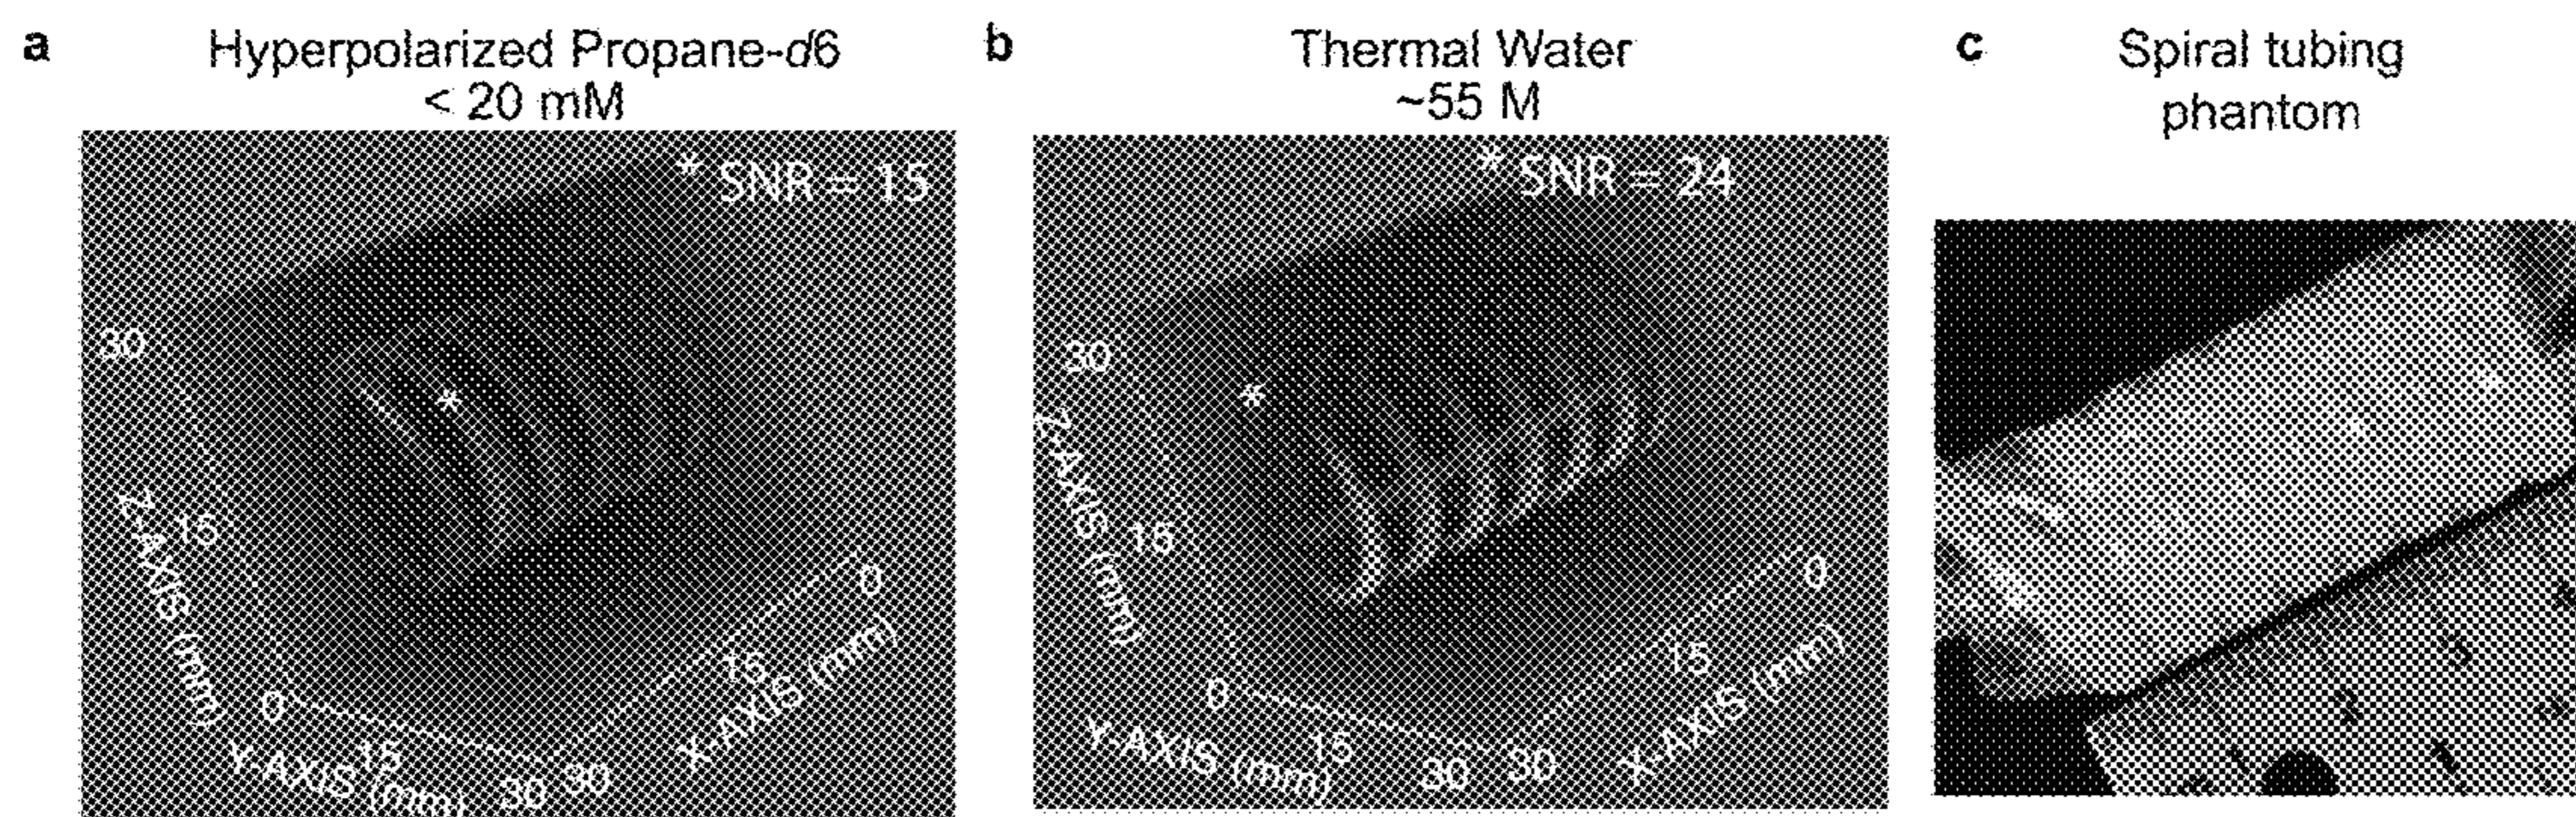 a
Hyperpolarized Propane-d6
< 20 mM
* SNR = 15
*
30
15
0
Z-AXIS (mm)
Y-AXIS (mm)
15
30
30
15
0
X-AXIS (mm)
b
Thermal Water
~55 M
* SNR = 24
*
30
15
0
Z-AXIS (mm)
Y-AXIS (mm)
15
30
30
15
0
X-AXIS (mm)
c
Spiral tubing
phantom